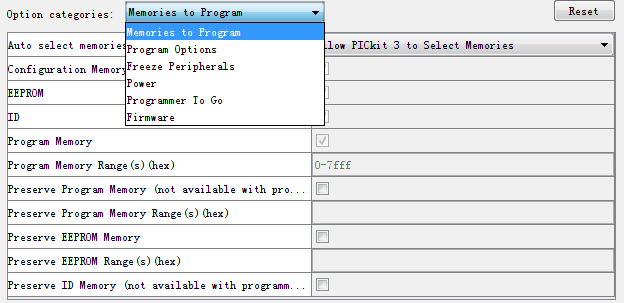 Option categories: Memories to Program Reset
Memories to Program
Auto select memories llow PICkit 3 to Select Memories
Program Options
Freeze Peripherals
Configuration Memory
Power
EEPROM
Programmer To Go
ID
Firmware
Program Memory
Program Memory Range(s)(hex) 0-7fff
Preserve Program Memory (not available with pro...
Preserve Program Memory Range(s)(hex)
Preserve EEPROM Memory
Preserve EEPROM Range(s)(hex)
Preserve ID Memory (not available with programm...